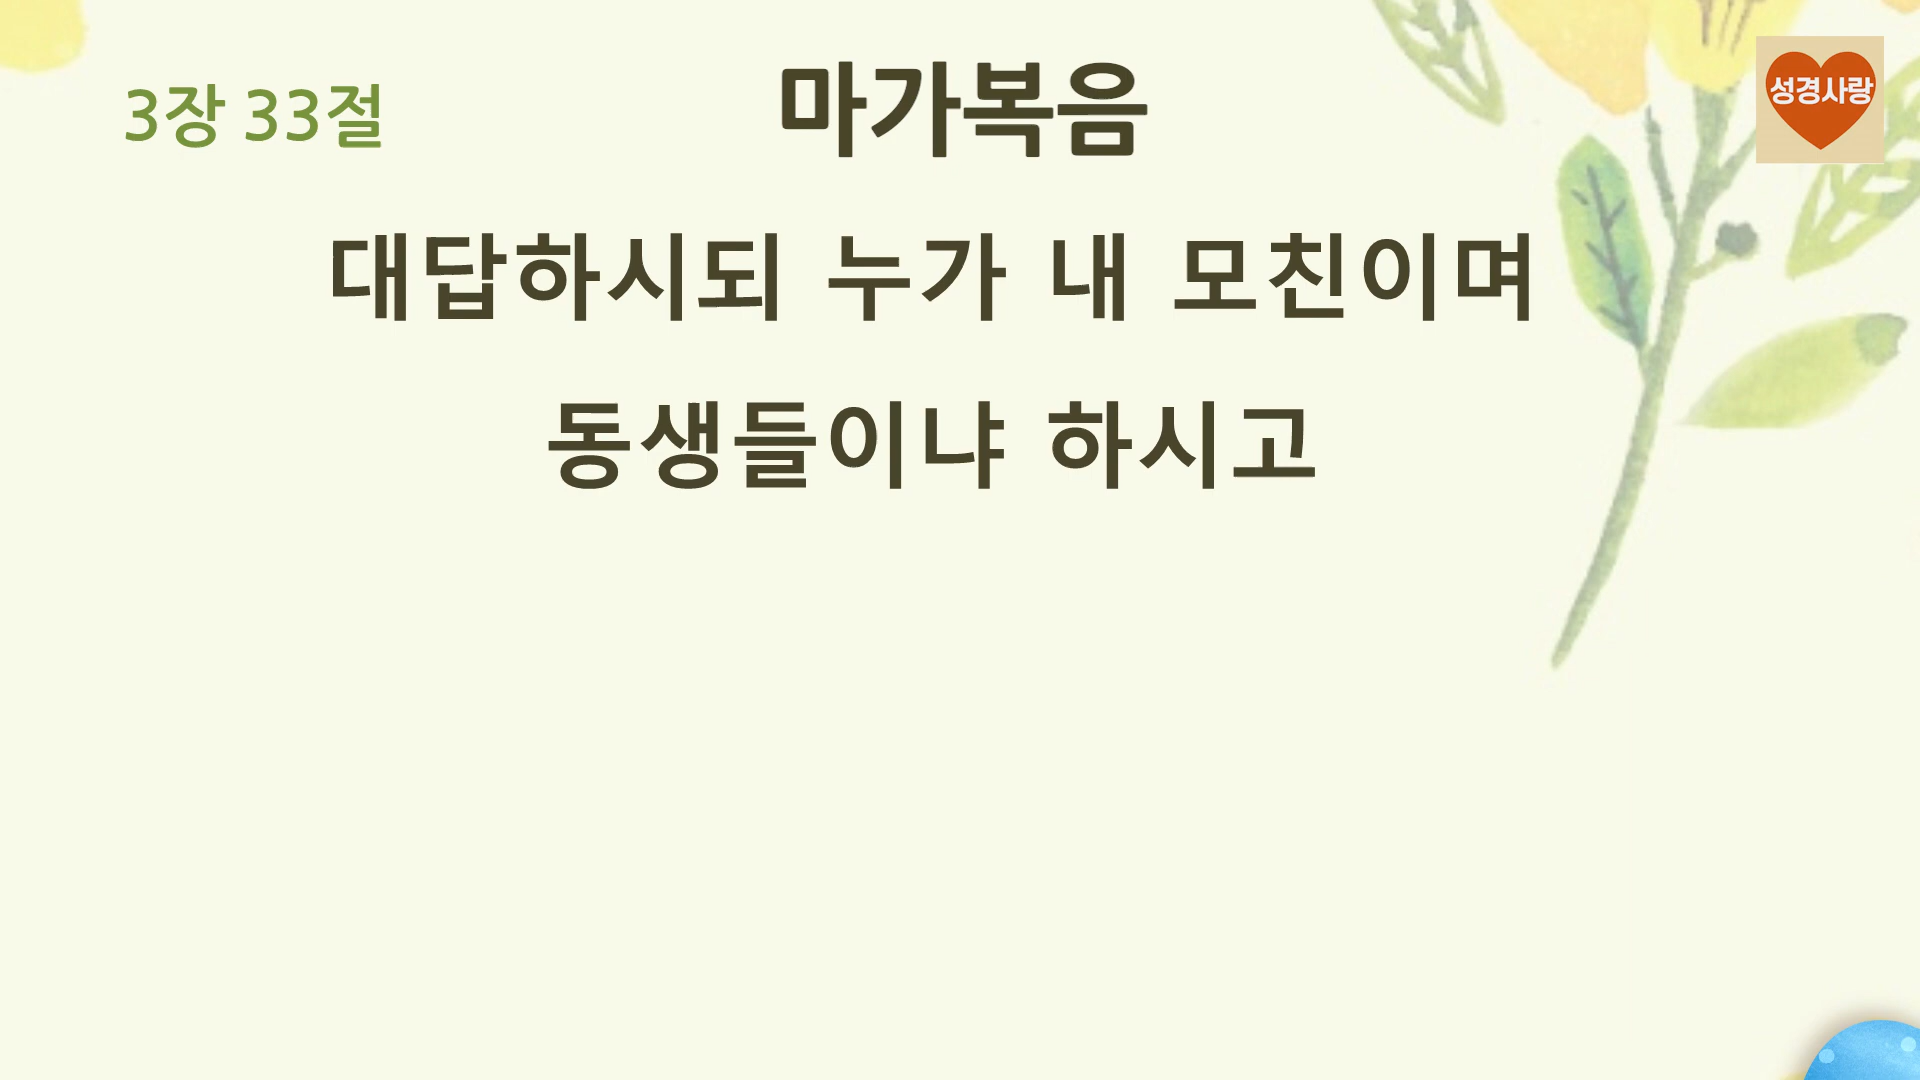 3장 33절
마가복음
성경사랑
대답하시되 누가 내 모친이며
동생들이냐 하시고